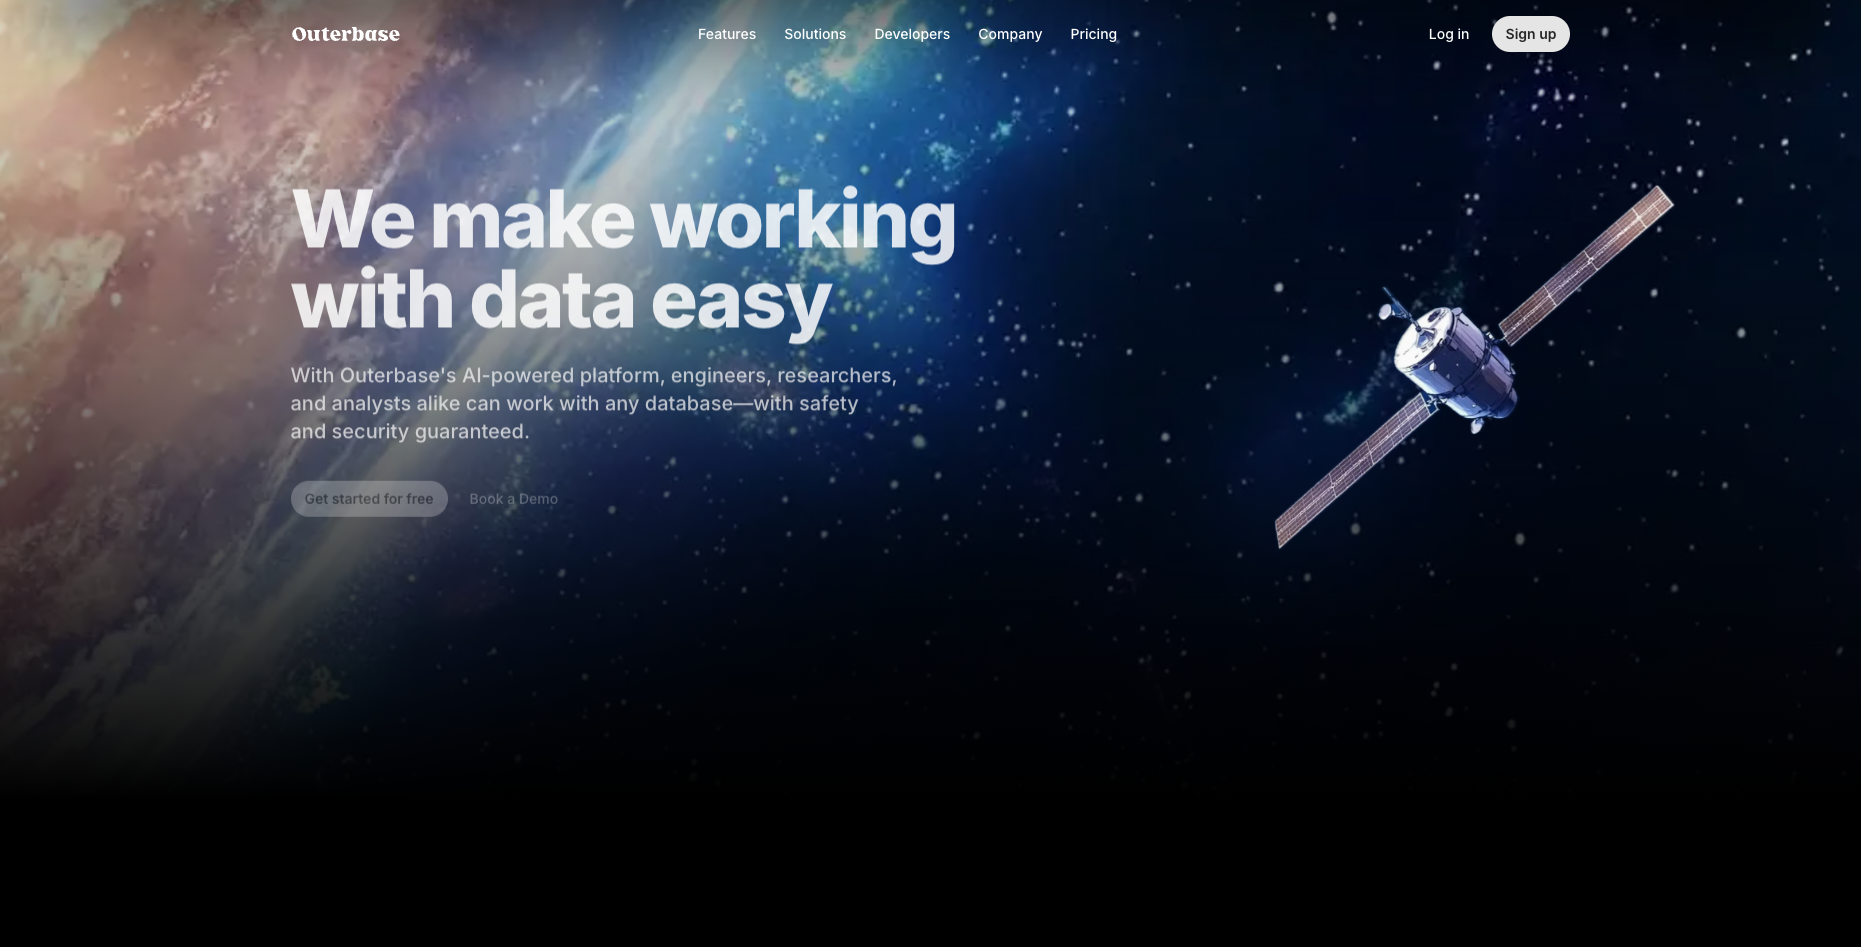 Outerbase
Features
Solutions
Developers
Company
Pricing
Log in
Sign up
We make working
with data easy
With Outerbase's AI-powered platform, engineers, researchers,
and analysts alike can work with any database—with safety
and security guaranteed.
Get started for free
Book a Demo